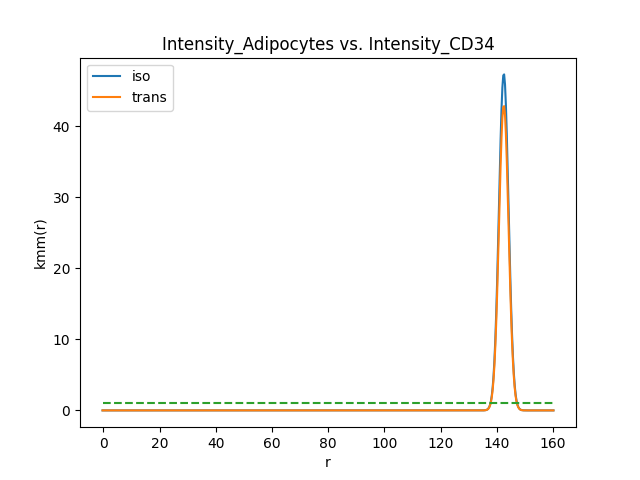 Intensity_Adipocytes vs. Intensity_CD34
iso
trans
kmm(r)
40
30
20
10
0
0 20 40 60 80 100 120 140 160
r